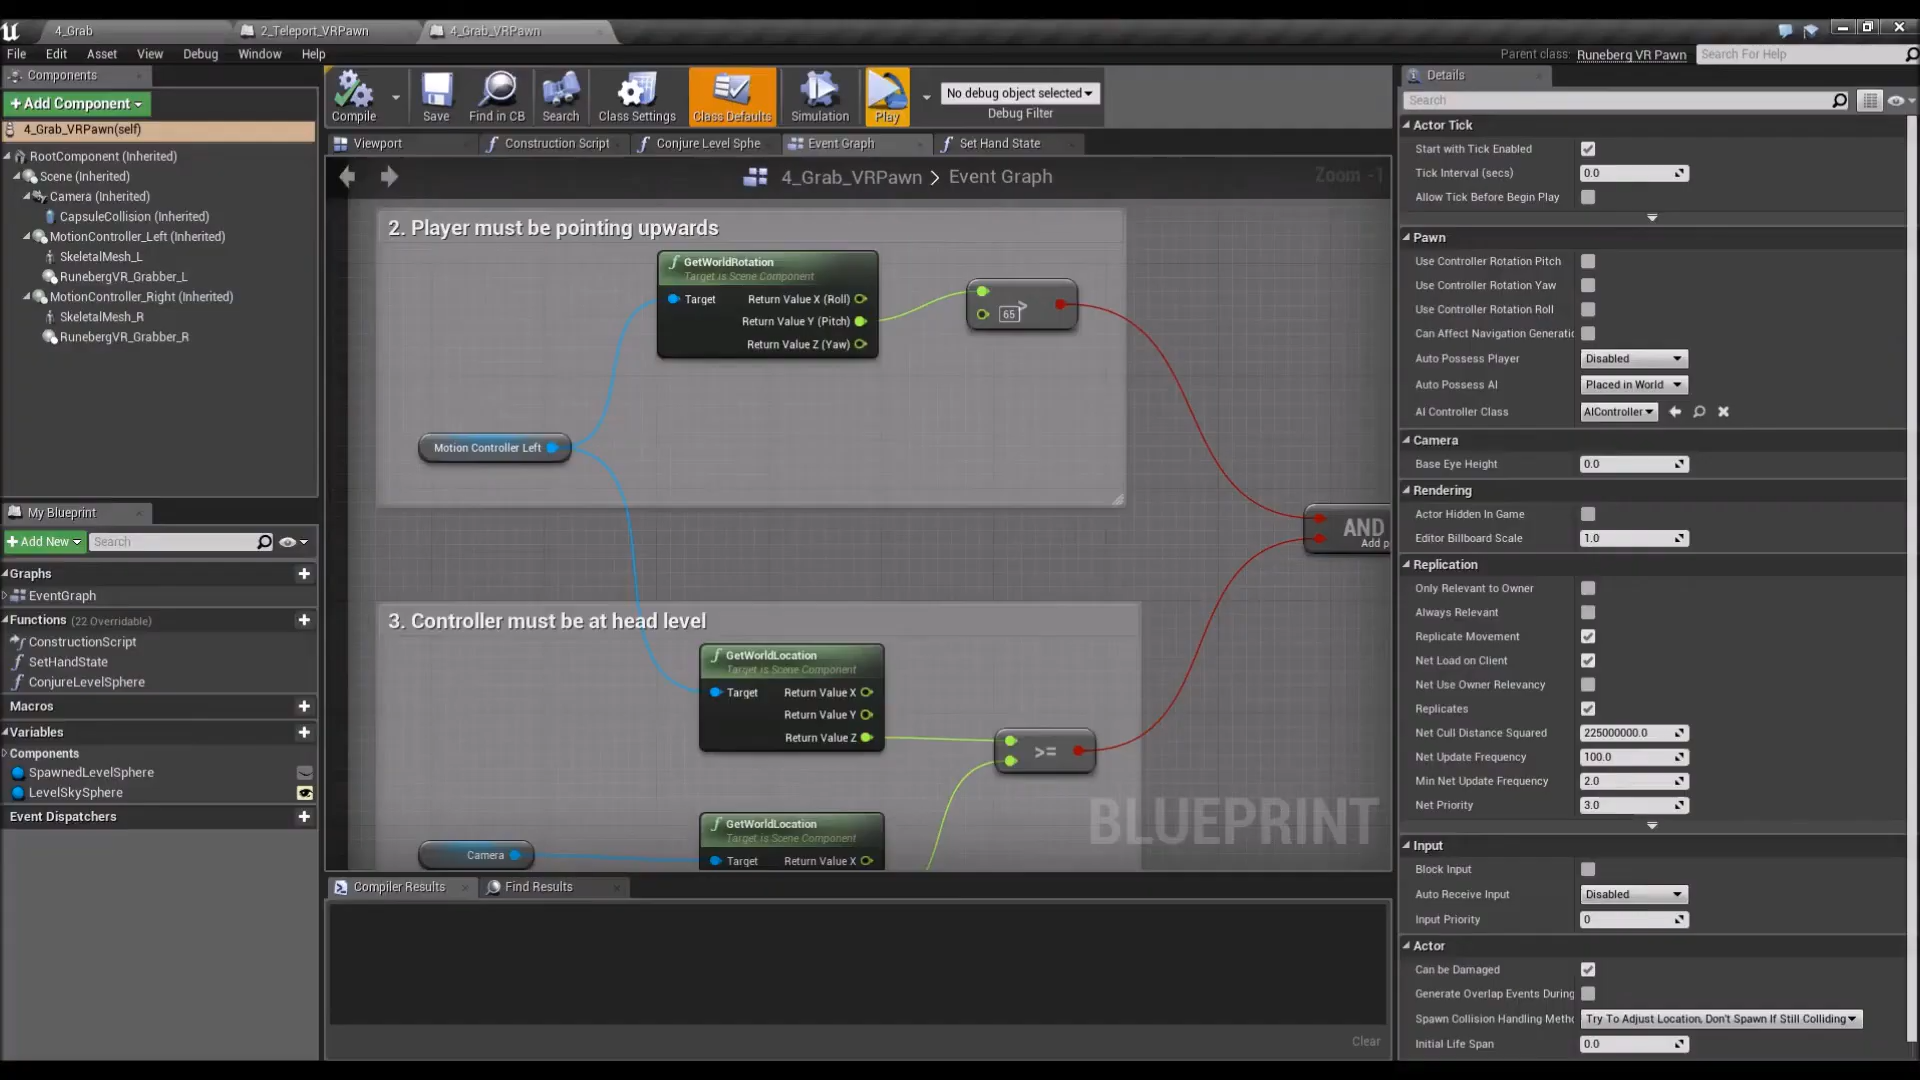 4_Grab
2_Teleport_VRPawn
4_Grab_VRPawn
File Edit Asset View Debug Window Help
Parent class: Runeberg VR Pawn
Search For Help
Components
+Add Component
4_Grab_VRPawn(self)
RootComponent (Inherited)
Scene (Inherited)
Camera (Inherited)
CapsuleCollision (Inherited)
MotionController_Left (Inherited)
SkeletalMesh_L
RunebergVR_Grabber_L
MotionController_Right (Inherited)
SkeletalMesh_R
RunebergVR_Grabber_R
My Blueprint
+Add New
Search
Graphs
EventGraph
Functions (22 Overridable)
ConstructionScript
SetHandState
ConjureLevelSphere
Macros
Variables
Components
SpawnedLevelSphere
LevelSkySphere
Event Dispatchers
Compile
Save
Find in CB
Search
Class Settings
Class Defaults
Simulation
Play
No debug object selected
Debug Filter
Viewport
Construction Script
Conjure Level Sphe
Event Graph
Set Hand State
4_Grab_VRPawn > Event Graph
Zoom -1
2. Player must be pointing upwards
GetWorldRotation
Target is Scene Component
Target Return Value X (Roll)
Return Value Y (Pitch)
Return Value Z (Yaw)
65 >
Motion Controller Left
AND
Add p
3. Controller must be at head level
GetWorldLocation
Target is Scene Component
Target Return Value X
Return Value Y
Return Value Z
>=
GetWorldLocation
Target is Scene Component
Target Return Value X
Camera
BLUEPRINT
Compiler Results
Find Results
Clear
Details
Search
Actor Tick
Start with Tick Enabled
Tick Interval (secs) 0.0
Allow Tick Before Begin Play
Pawn
Use Controller Rotation Pitch
Use Controller Rotation Yaw
Use Controller Rotation Roll
Can Affect Navigation Generatic
Auto Possess Player Disabled
Auto Possess AI Placed in World
AI Controller Class AIController
Camera
Base Eye Height 0.0
Rendering
Actor Hidden In Game
Editor Billboard Scale 1.0
Replication
Only Relevant to Owner
Always Relevant
Replicate Movement
Net Load on Client
Net Use Owner Relevancy
Replicates
Net Cull Distance Squared 225000000.0
Net Update Frequency 100.0
Min Net Update Frequency 2.0
Net Priority 3.0
Input
Block Input
Auto Receive Input Disabled
Input Priority 0
Actor
Can be Damaged
Generate Overlap Events During
Spawn Collision Handling Metho Try To Adjust Location, Don't Spawn If Still Colliding
Initial Life Span 0.0